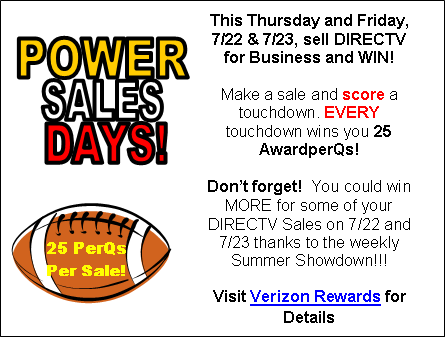 POWER
SALES
DAYS!
25 PerQs
Per Sale!
This Thursday and Friday,
7/22 & 7/23, sell DIRECTV
for Business and WIN!
Make a sale and score a
touchdown. EVERY
touchdown wins you 25
AwardperQs!
Don't forget! You could win
MORE for some of your
DIRECTV Sales on 7/22 and
7/23 thanks to the weekly
Summer Showdown!!!
Visit Verizon Rewards for
Details